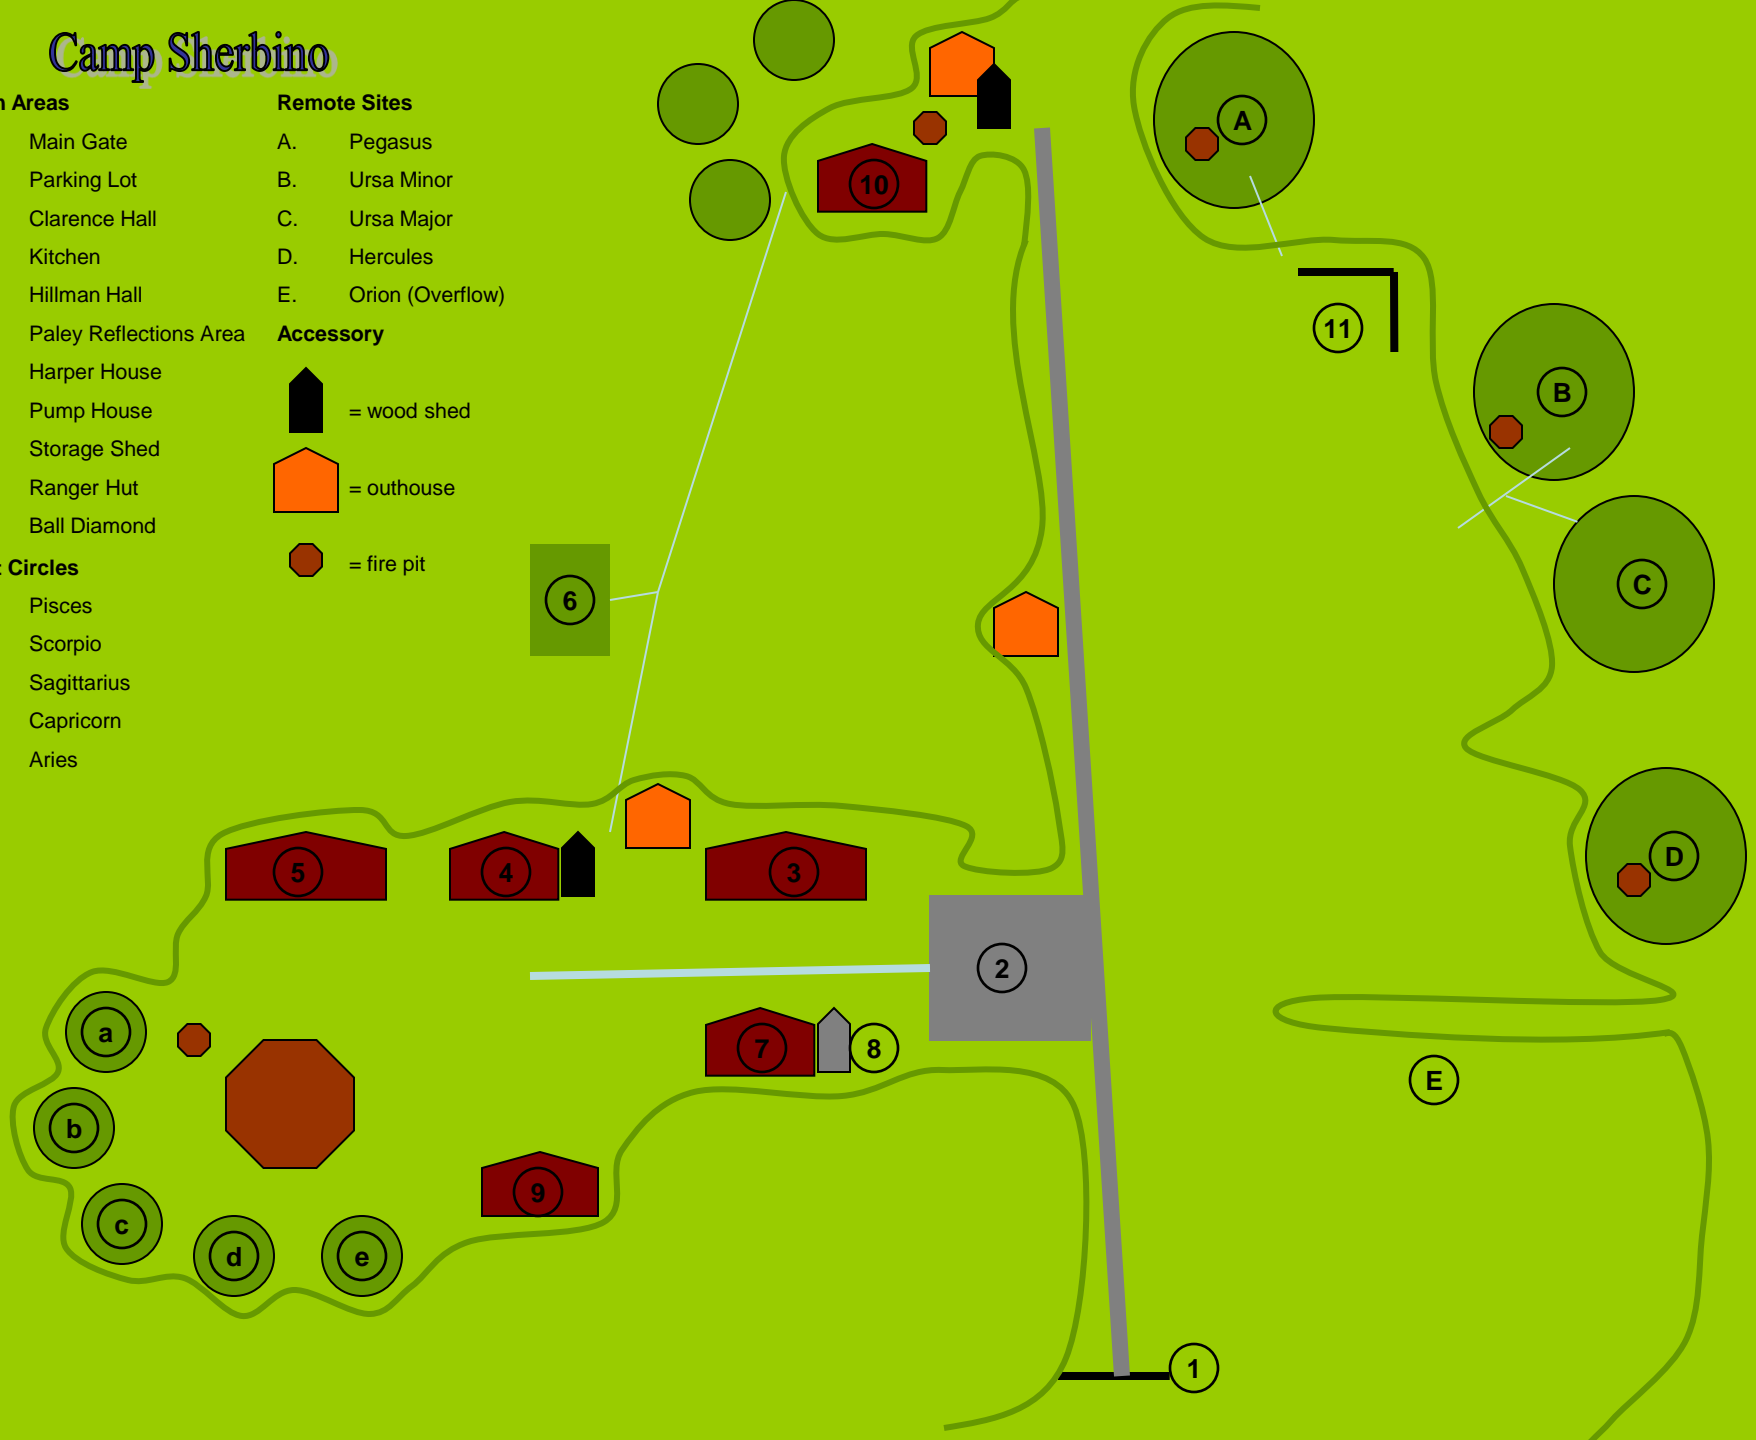 Camp Sherbino
n Areas
Main Gate
Parking Lot
Clarence Hall
Kitchen
Hillman Hall
Paley Reflections Area
Harper House
Pump House
Storage Shed
Ranger Hut
Ball Diamond
t Circles
Pisces
Scorpio
Sagittarius
Capricorn
Aries
Remote Sites
A. Pegasus
B. Ursa Minor
C. Ursa Major
D. Hercules
E. Orion (Overflow)
Accessory
= wood shed
= outhouse
= fire pit
A
10
11
B
C
6
D
5
4
3
2
a
7
8
E
b
9
c
d
e
1